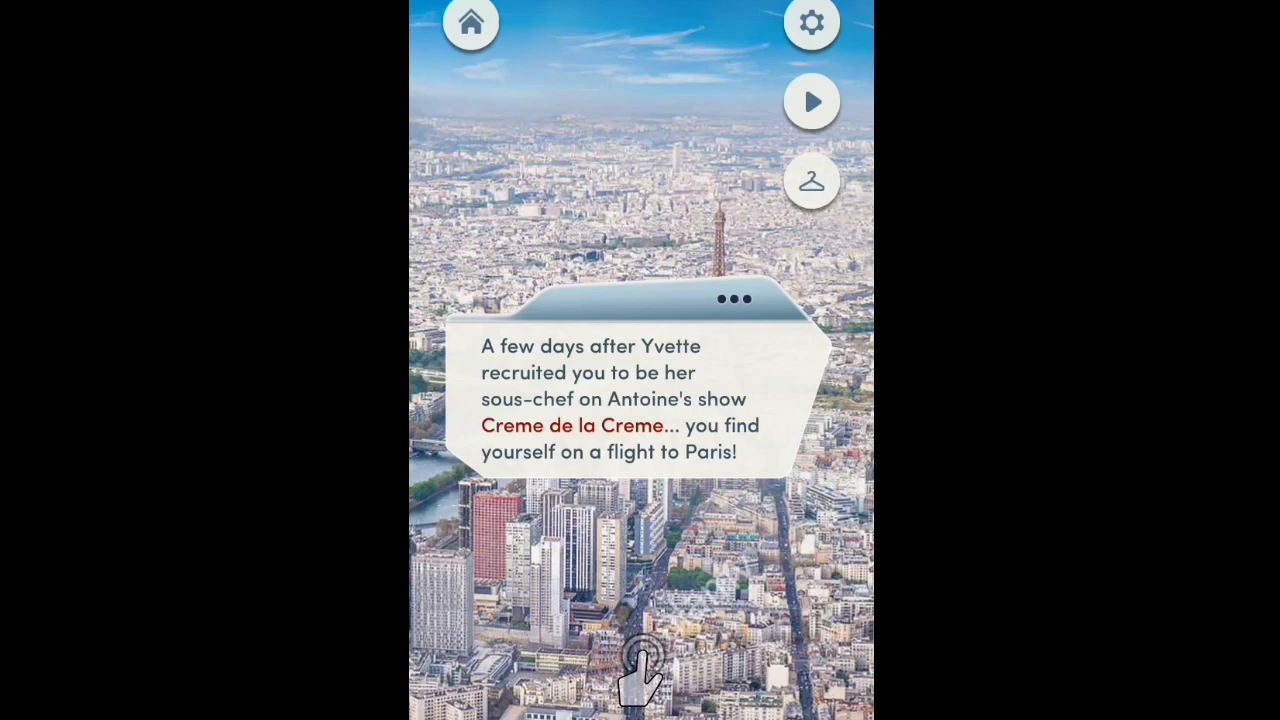 A few days after Yvette
recruited you to be her
sous-chef on Antoine's show
Creme de la Creme... you find
yourself on a flight to Paris!